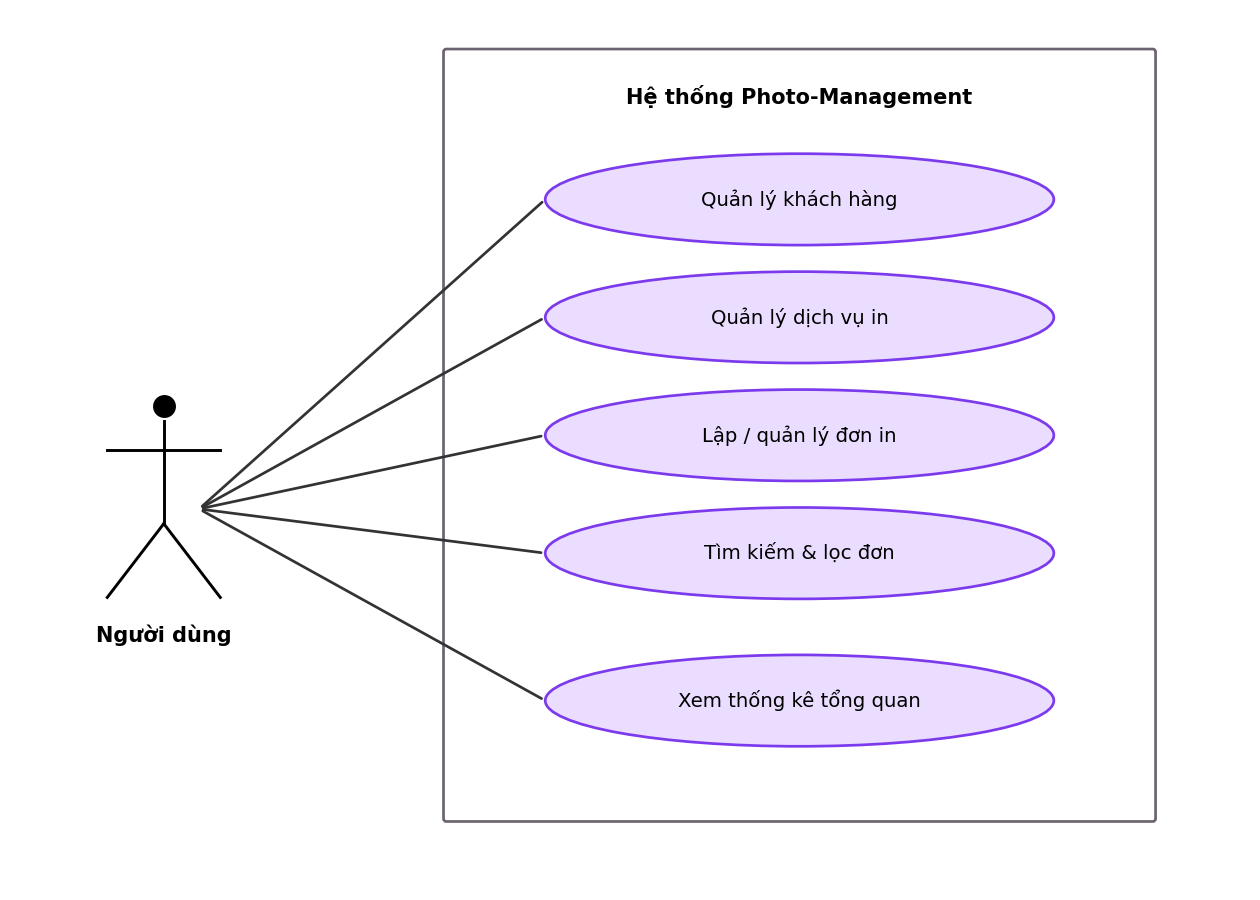 Hệ thống Photo-Management
Quản lý khách hàng
Quản lý dịch vụ in
Lập / quản lý đơn in
Tìm kiếm & lọc đơn
Người dùng
Xem thống kê tổng quan